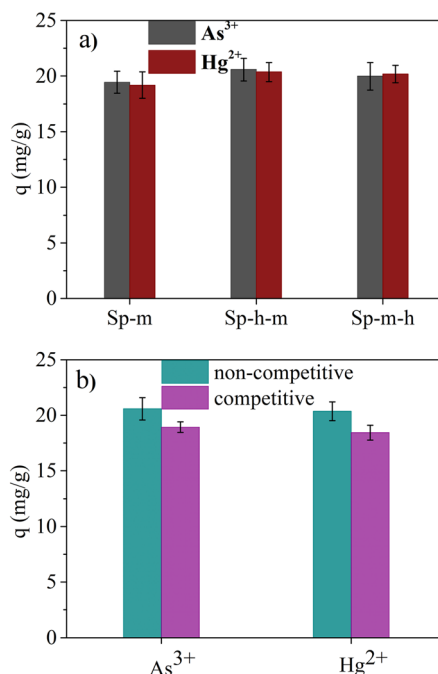 a)
As³⁺
Hg²⁺
25
20
15
10
5
0
q (mg/g)
Sp-m Sp-h-m Sp-m-h
b)
non-competitive
competitive
25
20
15
10
5
0
q (mg/g)
As³⁺ Hg²⁺